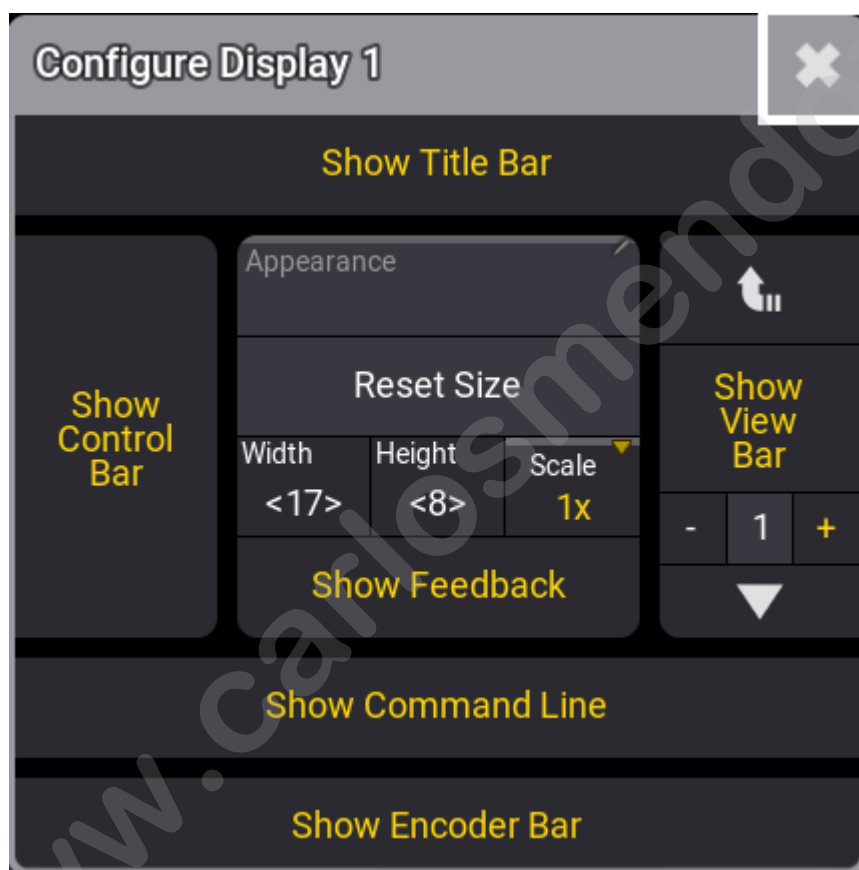 Configure Display 1
Show Title Bar
Appearance
Reset Size
Show
Control
Bar
Width
Height
Scale
<17>
<8>
1x
Show Feedback
Show
View
Bar
- 1 +
Show Command Line
Show Encoder Bar
w.carlosmendo